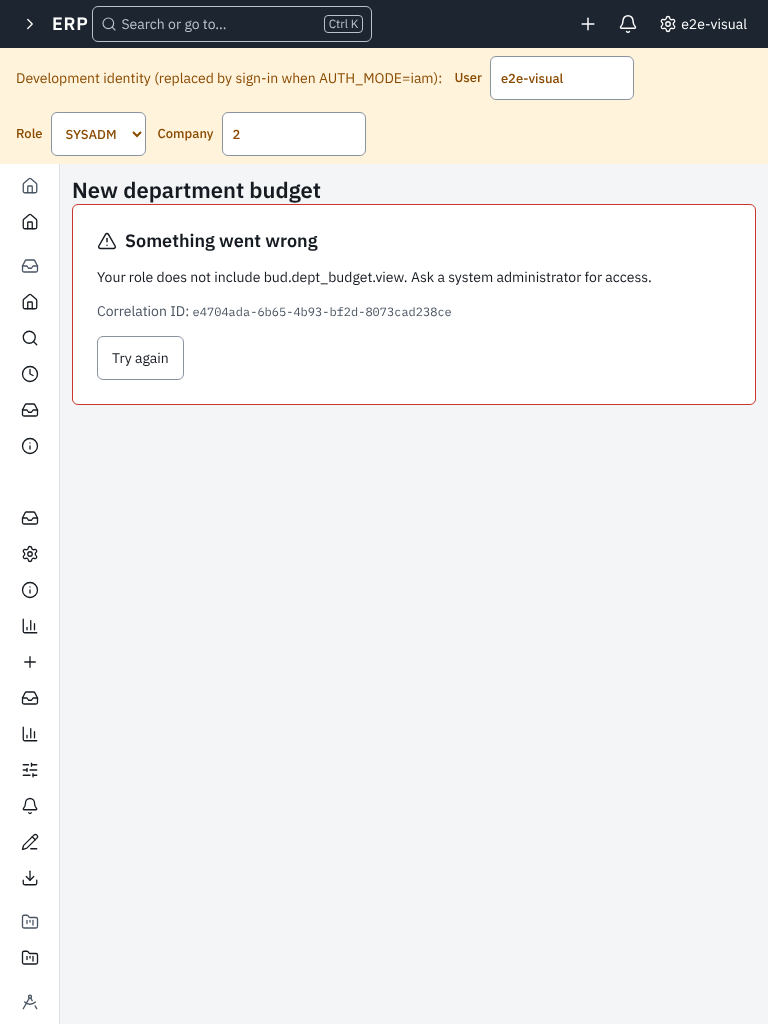 ERP Search or go to... Ctrl K e2e-visual
Development identity (replaced by sign-in when AUTH_MODE=iam): User e2e-visual
Role SYSADM Company 2
New department budget
Something went wrong
Your role does not include bud.dept_budget.view. Ask a system administrator for access.
Correlation ID: e4704ada-6b65-4b93-bf2d-8073cad238ce
Try again